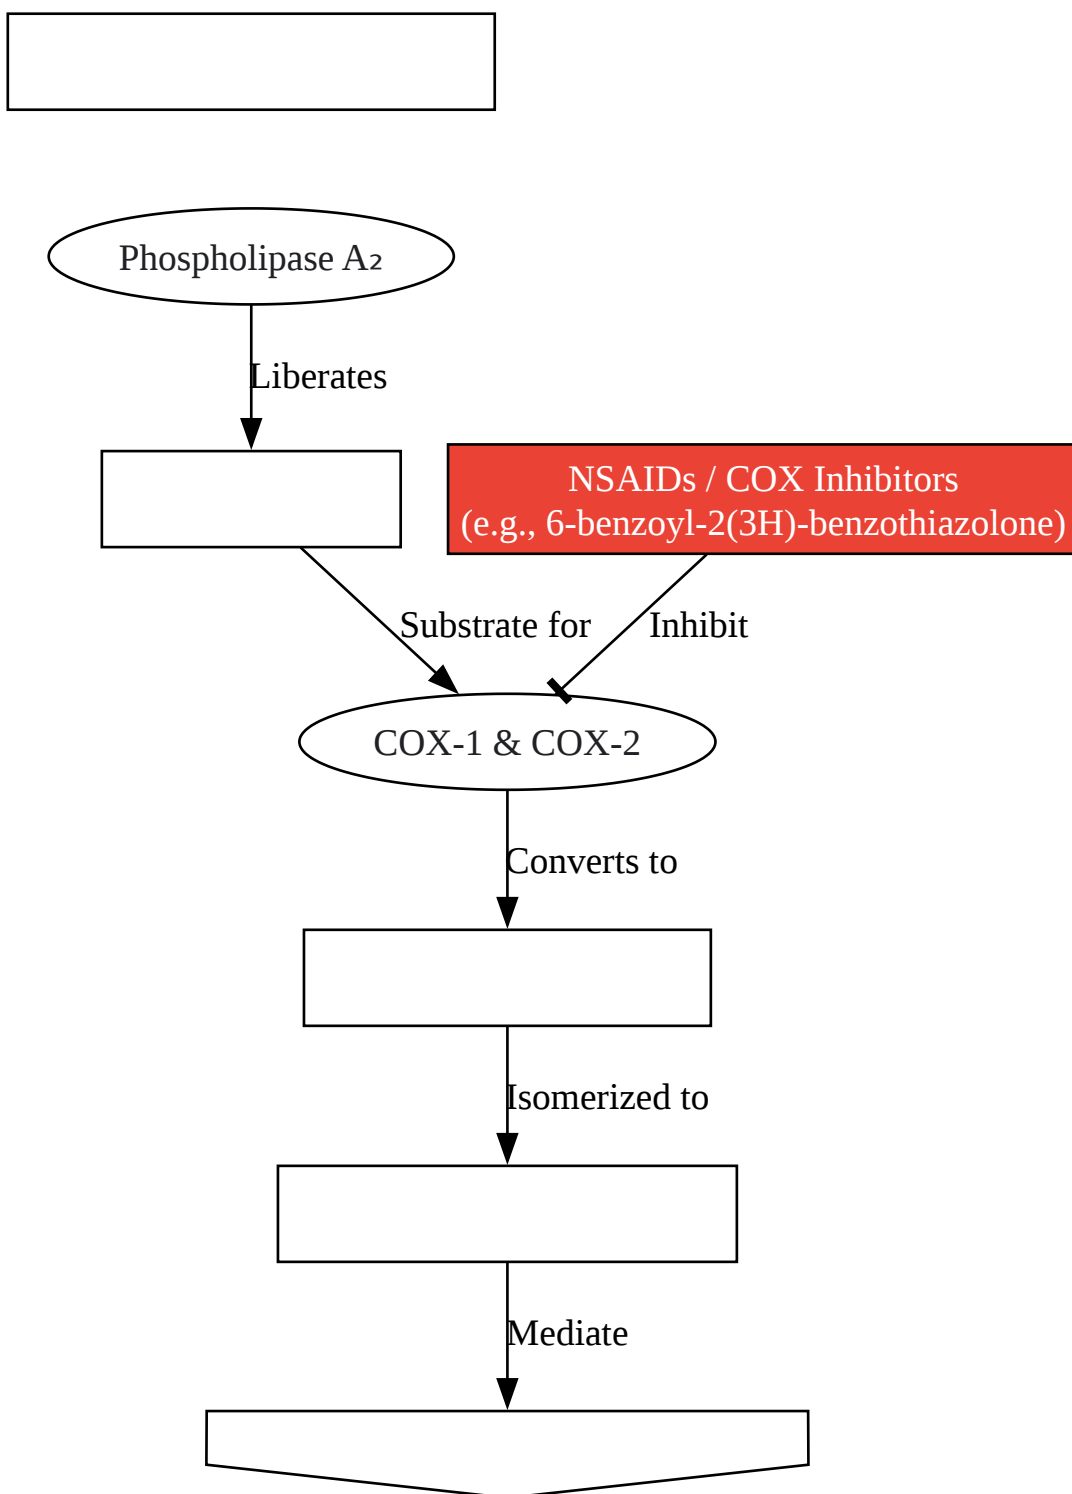 Phospholipase A₂
Liberates
NSAIDs / COX Inhibitors
(e.g., 6-benzoyl-2(3H)-benzothiazolone)
Substrate for
Inhibit
COX-1 & COX-2
Converts to
Isomerized to
Mediate